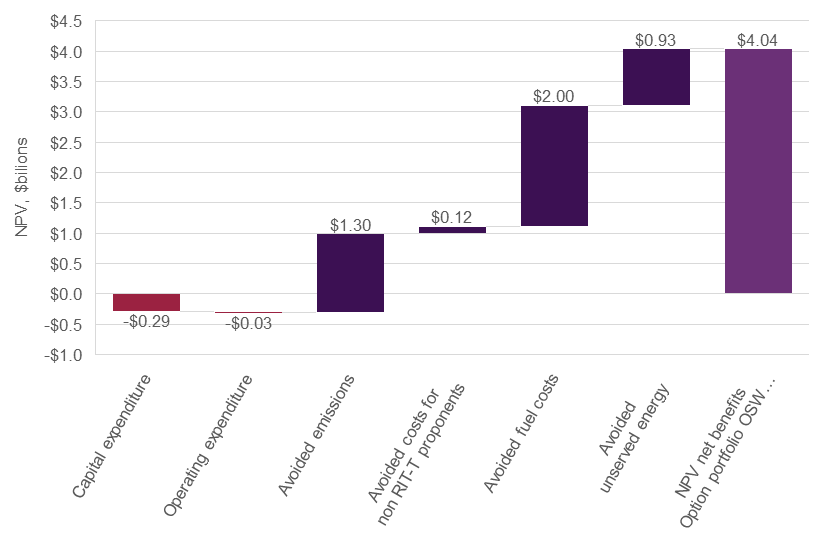 $4.5
$4.0
$3.5
$3.0
$2.5
$2.0
$1.5
$1.0
$0.5
$0.0
-$0.5
-$1.0
NPV, $bilions
-$0.29
-$0.03
$1.30
$0.12
$2.00
$0.93
$4.04
Capital expenditure
Operating expenditure
Avoided emissions
Avoided costs for
non RIT-T proponents
Avoided fuel costs
Avoided
unserved energy
NPV net benefits
Option portfolio OSW…